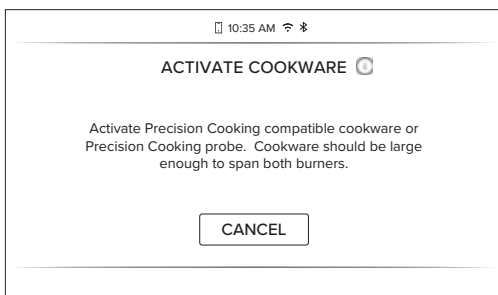 10:35 AM
ACTIVATE COOKWARE
Activate Precision Cooking compatible cookware or
Precision Cooking probe. Cookware should be large
enough to span both burners.
CANCEL